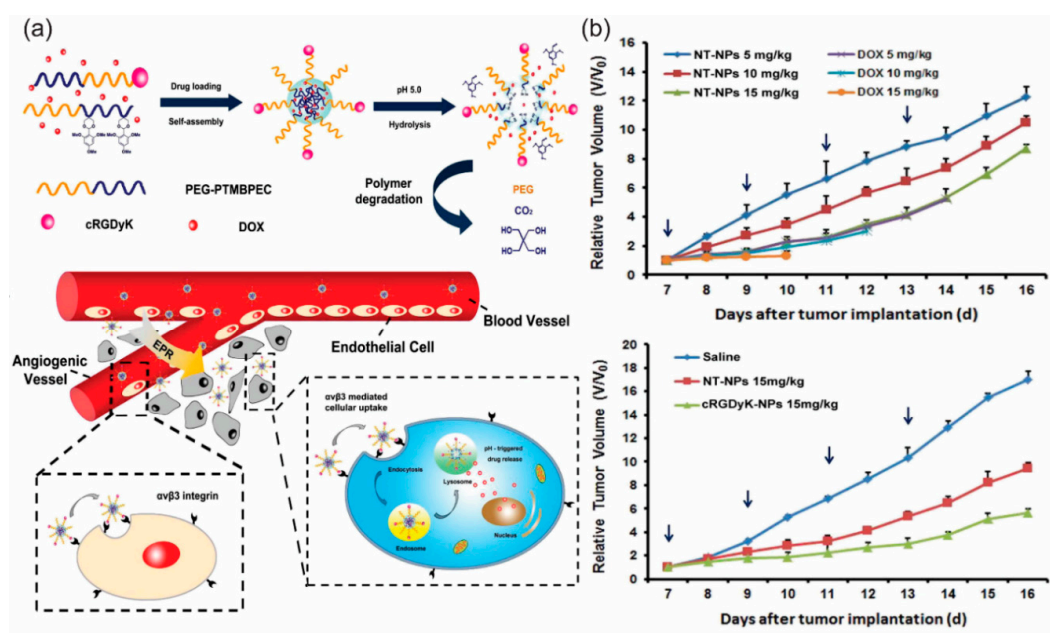 (a)
Drug loading
Self-assembly
pH 5.0
Hydrolysis
PEG-PTMBPEC
cRGDyK
DOX
Polymer
degradation
PEG
CO₂
HO
OH
HO
OH
Blood Vessel
Endothelial Cell
Angiogenic
Vessel
EPR
αvβ3 integrin
αvβ3 mediated
cellular uptake
Endocytosis
pH - triggered
drug release
Lysosome
Endosome
Nucleus
(b)
Relative Tumor Volume (V/V₀)
16
14
12
10
8
6
4
2
0
NT-NPs 5 mg/kg
NT-NPs 10 mg/kg
NT-NPs 15 mg/kg
DOX 5 mg/kg
DOX 10 mg/kg
DOX 15 mg/kg
7 8 9 10 11 12 13 14 15 16
Days after tumor implantation (d)
Relative Tumor Volume (V/V₀)
20
18
16
14
12
10
8
6
4
2
0
Saline
NT-NPs 15mg/kg
cRGDyK-NPs 15mg/kg
7 8 9 10 11 12 13 14 15 16
Days after tumor implantation (d)